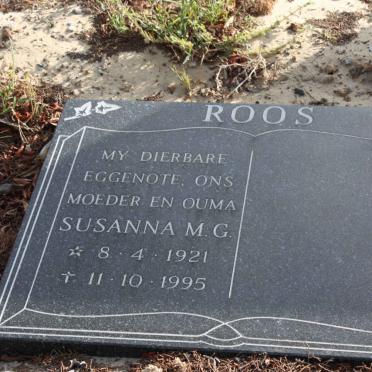 ROOS
MY DIERBARE
EGGENOTE, ONS
MOEDER EN OUMA
SUSANNA M.G.
☆ 8 · 4 · 1921
✝ 11 · 10 · 1995